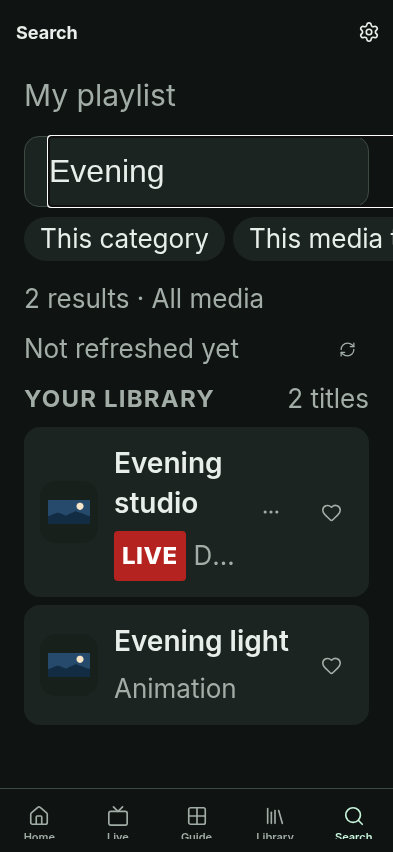 Search
My playlist
Evening
This category
This media
2 results · All media
Not refreshed yet
YOUR LIBRARY
2 titles
Evening
studio
LIVE D...
Evening light
Animation
Home
Live
Guide
Library
Search